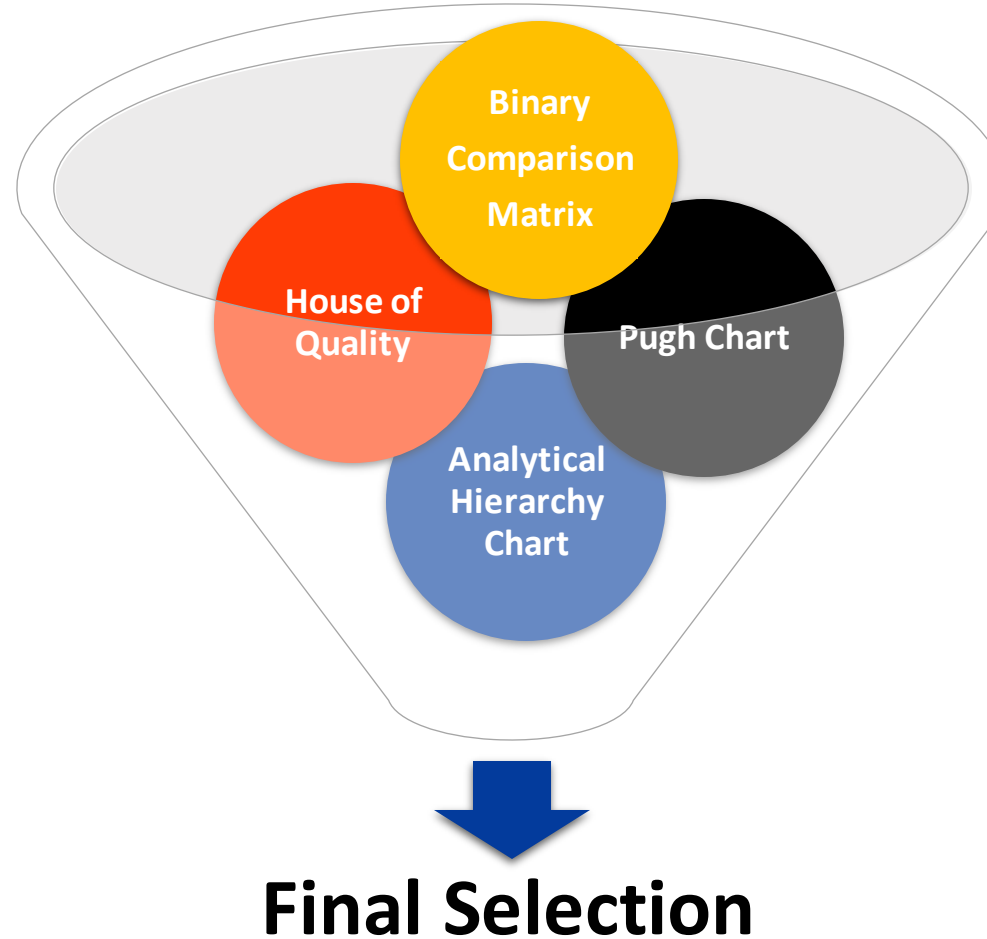 Binary
Comparison
Matrix
House of
Quality
Pugh Chart
Analytical
Hierarchy
Chart
Final Selection